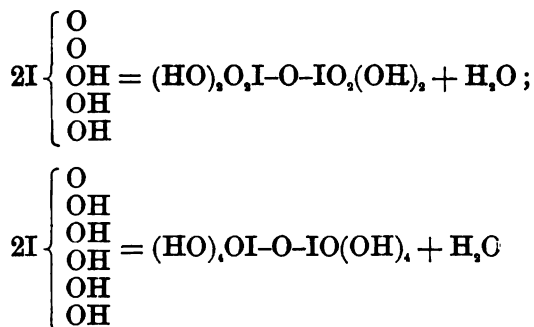 2I { O
O
OH
OH
OH = (HO)₂O₂I–O–IO₂(OH)₂ + H₂O ;
2I { O
OH
OH
OH
OH
OH = (HO)₄OI–O–IO(OH)₄ + H₂O